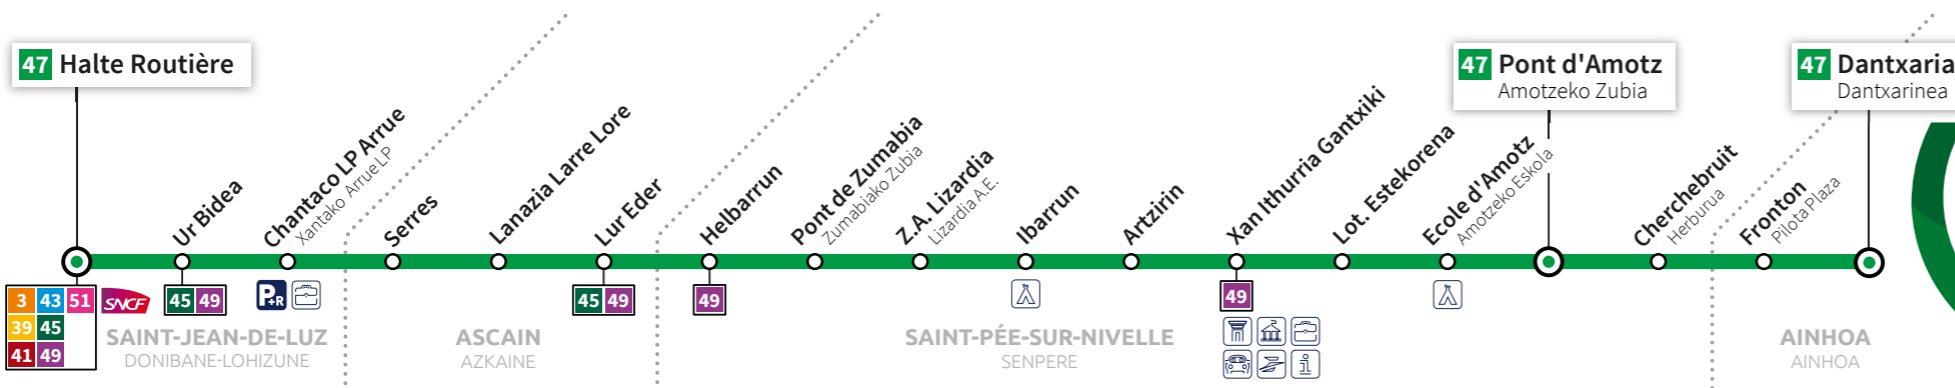 47 Halte Routière
Ur Bidea
Chantaco LP Arrue
Xantako Arrue LP
Serres
Lanazia Larre Lore
Lur Eder
Helbarrun
Pont de Zumabia
Zumabiako Zubia
Z.A. Lizardia
Lizardia A.E.
Ibarrun
Artzirin
Xan Ithurria Gantxiki
Lot. Estekorena
Ecole d'Amotz
Amotzeko Eskola
47 Pont d'Amotz
Amotzeko Zubia
Cherchebruit
Herburua
Fronton
Pilota Plaza
47 Dantxaria
Dantxarinea
3 43 51 SNCF
39 45
41 49
45 49
P+R
45 49
49
49
i
SAINT-JEAN-DE-LUZ
DONIBANE-LOHIZUNE
ASCAIN
AZKAINE
SAINT-PÉE-SUR-NIVELLE
SENPERE
AINHOA
AINHOA